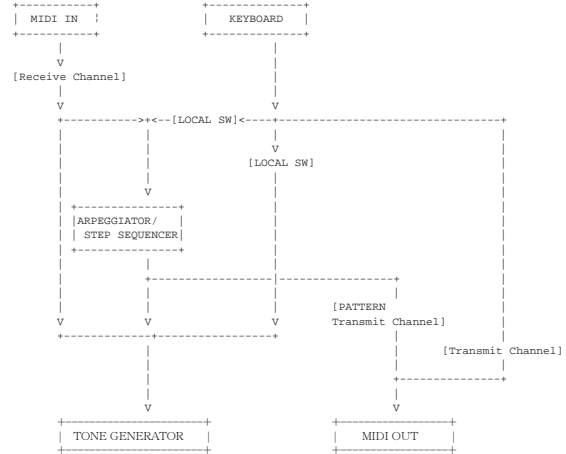 MIDI IN
KEYBOARD
[Receive Channel]
[LOCAL SW]
[LOCAL SW]
ARPEGGIATOR/
STEP SEQUENCER
[PATTERN
Transmit Channel]
[Transmit Channel]
TONE GENERATOR
MIDI OUT